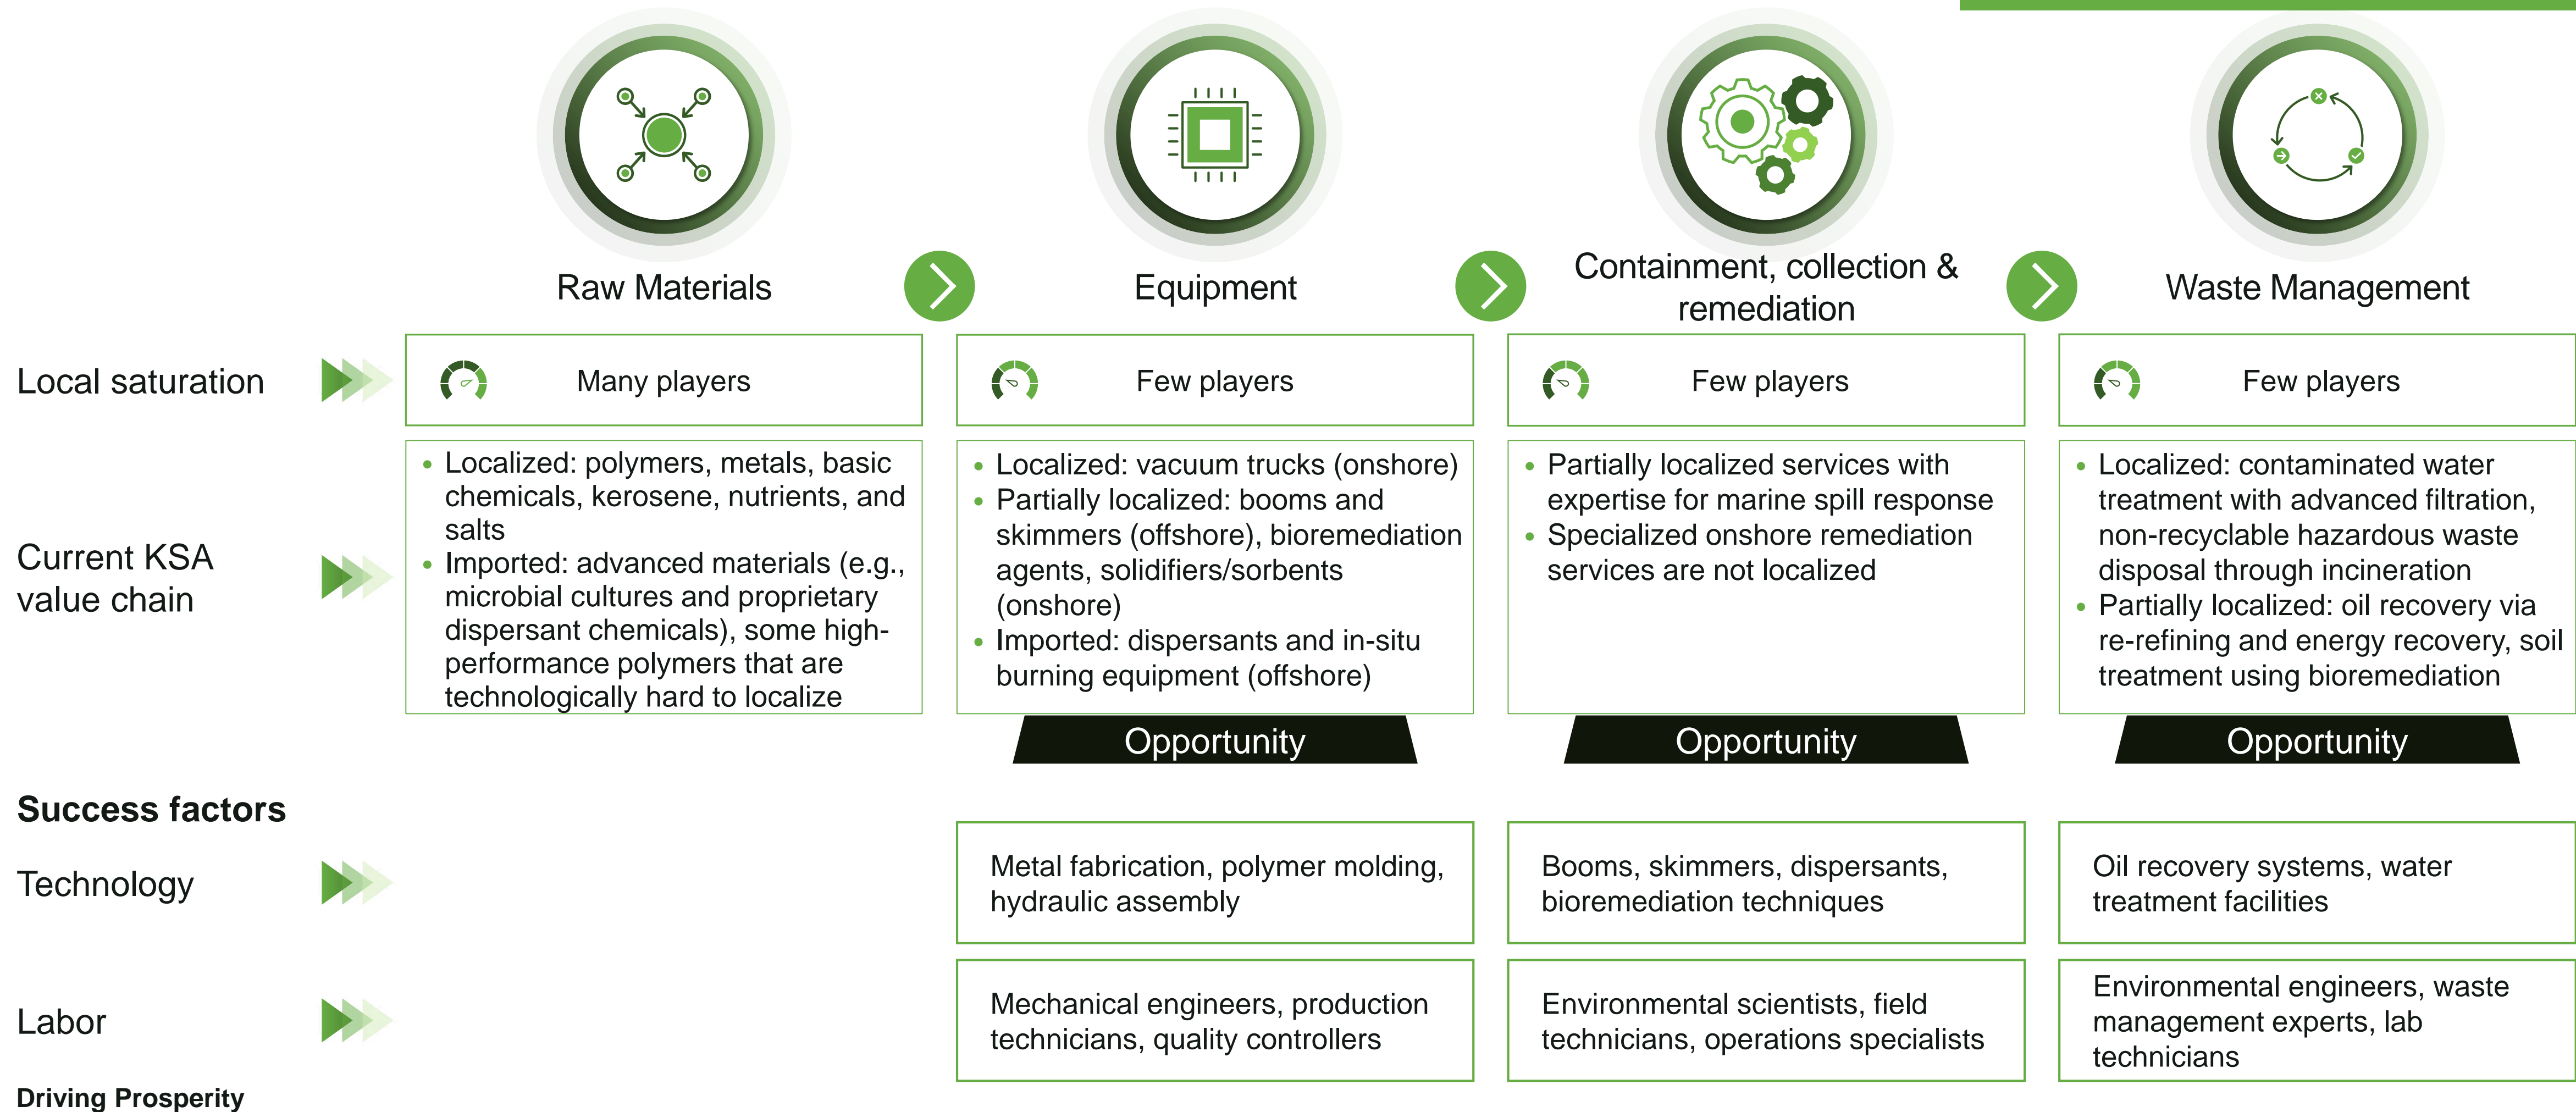 Raw Materials
Equipment
Containment, collection &
remediation
Waste Management
Local saturation
Many players
Few players
Few players
Few players
Current KSA
value chain
• Localized: polymers, metals, basic
chemicals, kerosene, nutrients, and
salts
• Imported: advanced materials (e.g.,
microbial cultures and proprietary
dispersant chemicals), some high-
performance polymers that are
technologically hard to localize
• Localized: vacuum trucks (onshore)
• Partially localized: booms and
skimmers (offshore), bioremediation
agents, solidifiers/sorbents
(onshore)
• Imported: dispersants and in-situ
burning equipment (offshore)
• Partially localized services with
expertise for marine spill response
• Specialized onshore remediation
services are not localized
• Localized: contaminated water
treatment with advanced filtration,
non-recyclable hazardous waste
disposal through incineration
• Partially localized: oil recovery via
re-refining and energy recovery, soil
treatment using bioremediation
Opportunity
Opportunity
Opportunity
Success factors
Technology
Metal fabrication, polymer molding,
hydraulic assembly
Booms, skimmers, dispersants,
bioremediation techniques
Oil recovery systems, water
treatment facilities
Labor
Mechanical engineers, production
technicians, quality controllers
Environmental scientists, field
technicians, operations specialists
Environmental engineers, waste
management experts, lab
technicians
Driving Prosperity